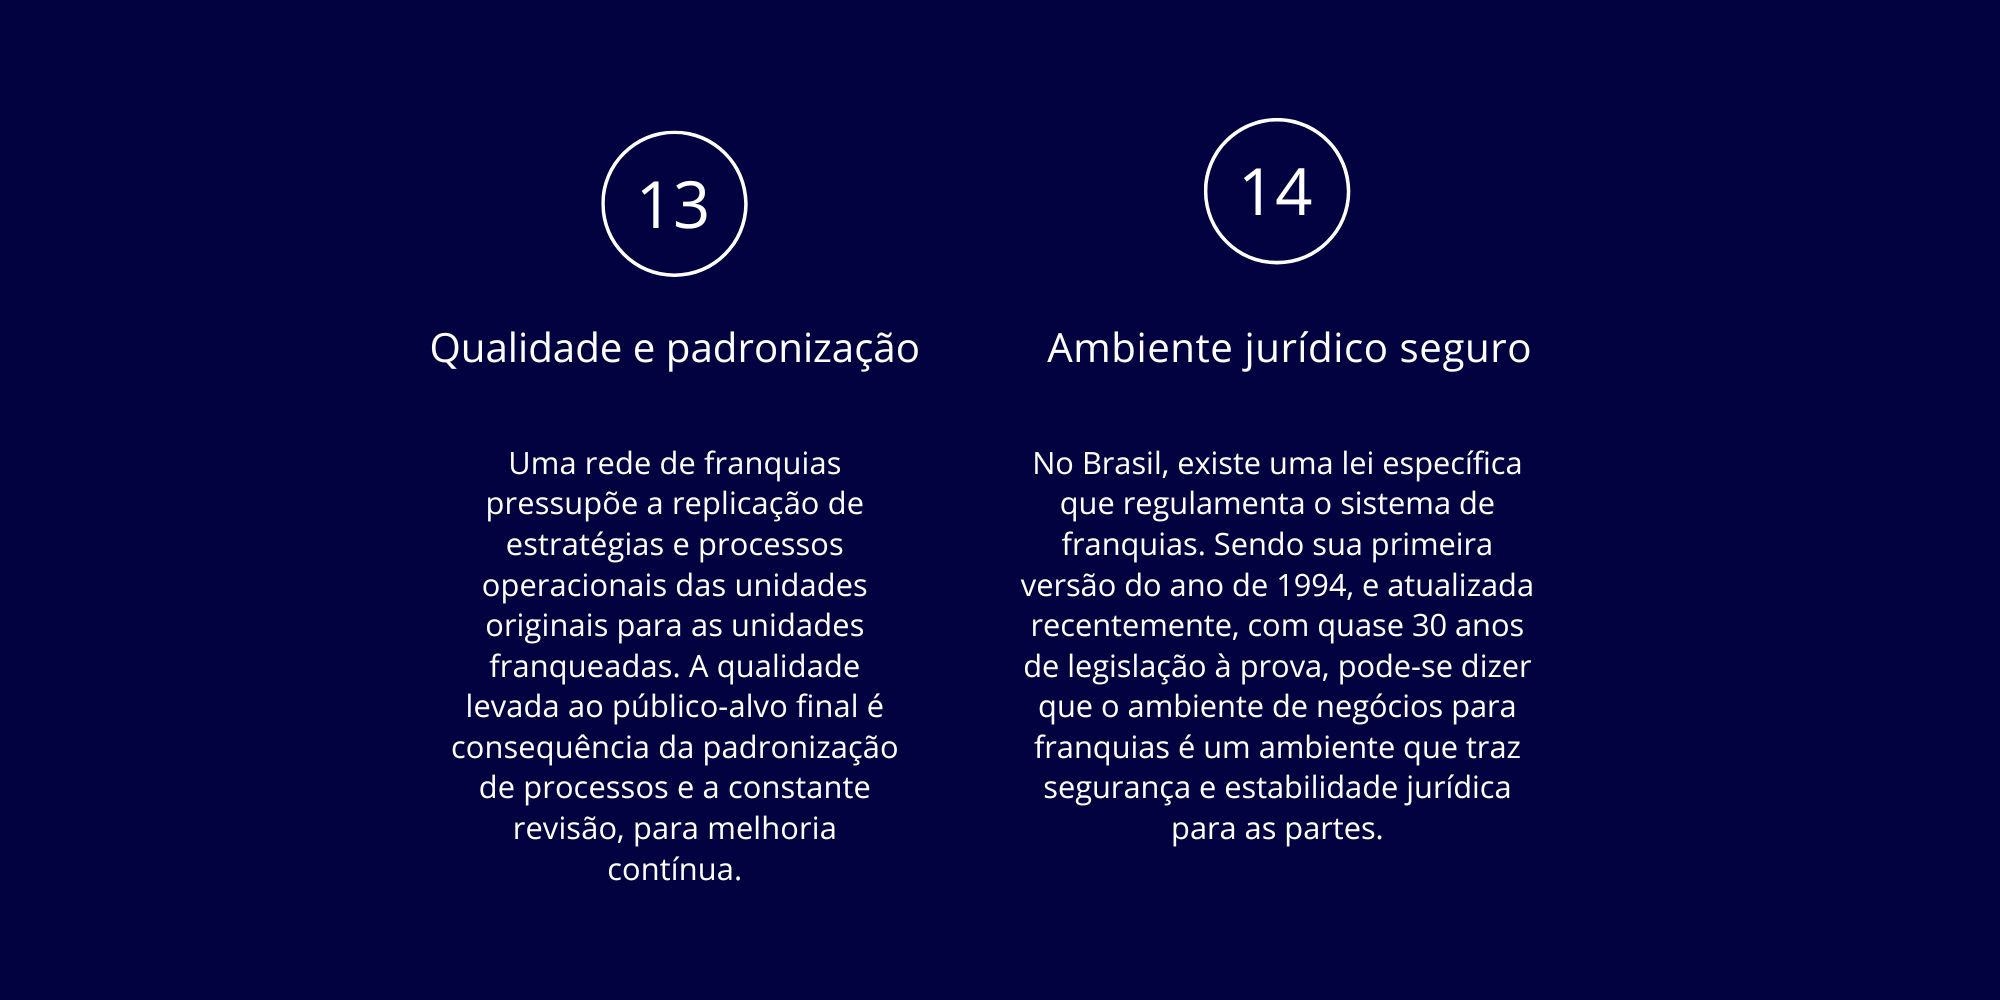 13
Qualidade e padronização
Uma rede de franquias
pressupõe a replicação de
estratégias e processos
operacionais das unidades
originais para as unidades
franqueadas. A qualidade
levada ao público-alvo final é
consequência da padronização
de processos e a constante
revisão, para melhoria
contínua.
14
Ambiente jurídico seguro
No Brasil, existe uma lei específica
que regulamenta o sistema de
franquias. Sendo sua primeira
versão do ano de 1994, e atualizada
recentemente, com quase 30 anos
de legislação à prova, pode-se dizer
que o ambiente de negócios para
franquias é um ambiente que traz
segurança e estabilidade jurídica
para as partes.